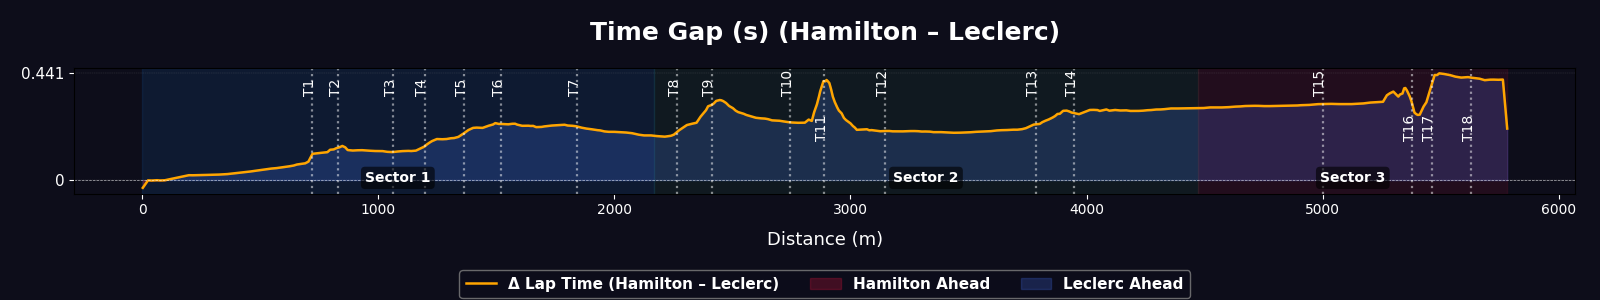 Time Gap (s) (Hamilton – Leclerc)
0.441
0
T1
T2
T3
T4
T5
T6
T7
T8
T9
T10
T11
T12
T13
T14
T15
T16
T17
T18
Sector 1
Sector 2
Sector 3
0
1000
2000
3000
4000
5000
6000
Distance (m)
Δ Lap Time (Hamilton – Leclerc)
Hamilton Ahead
Leclerc Ahead